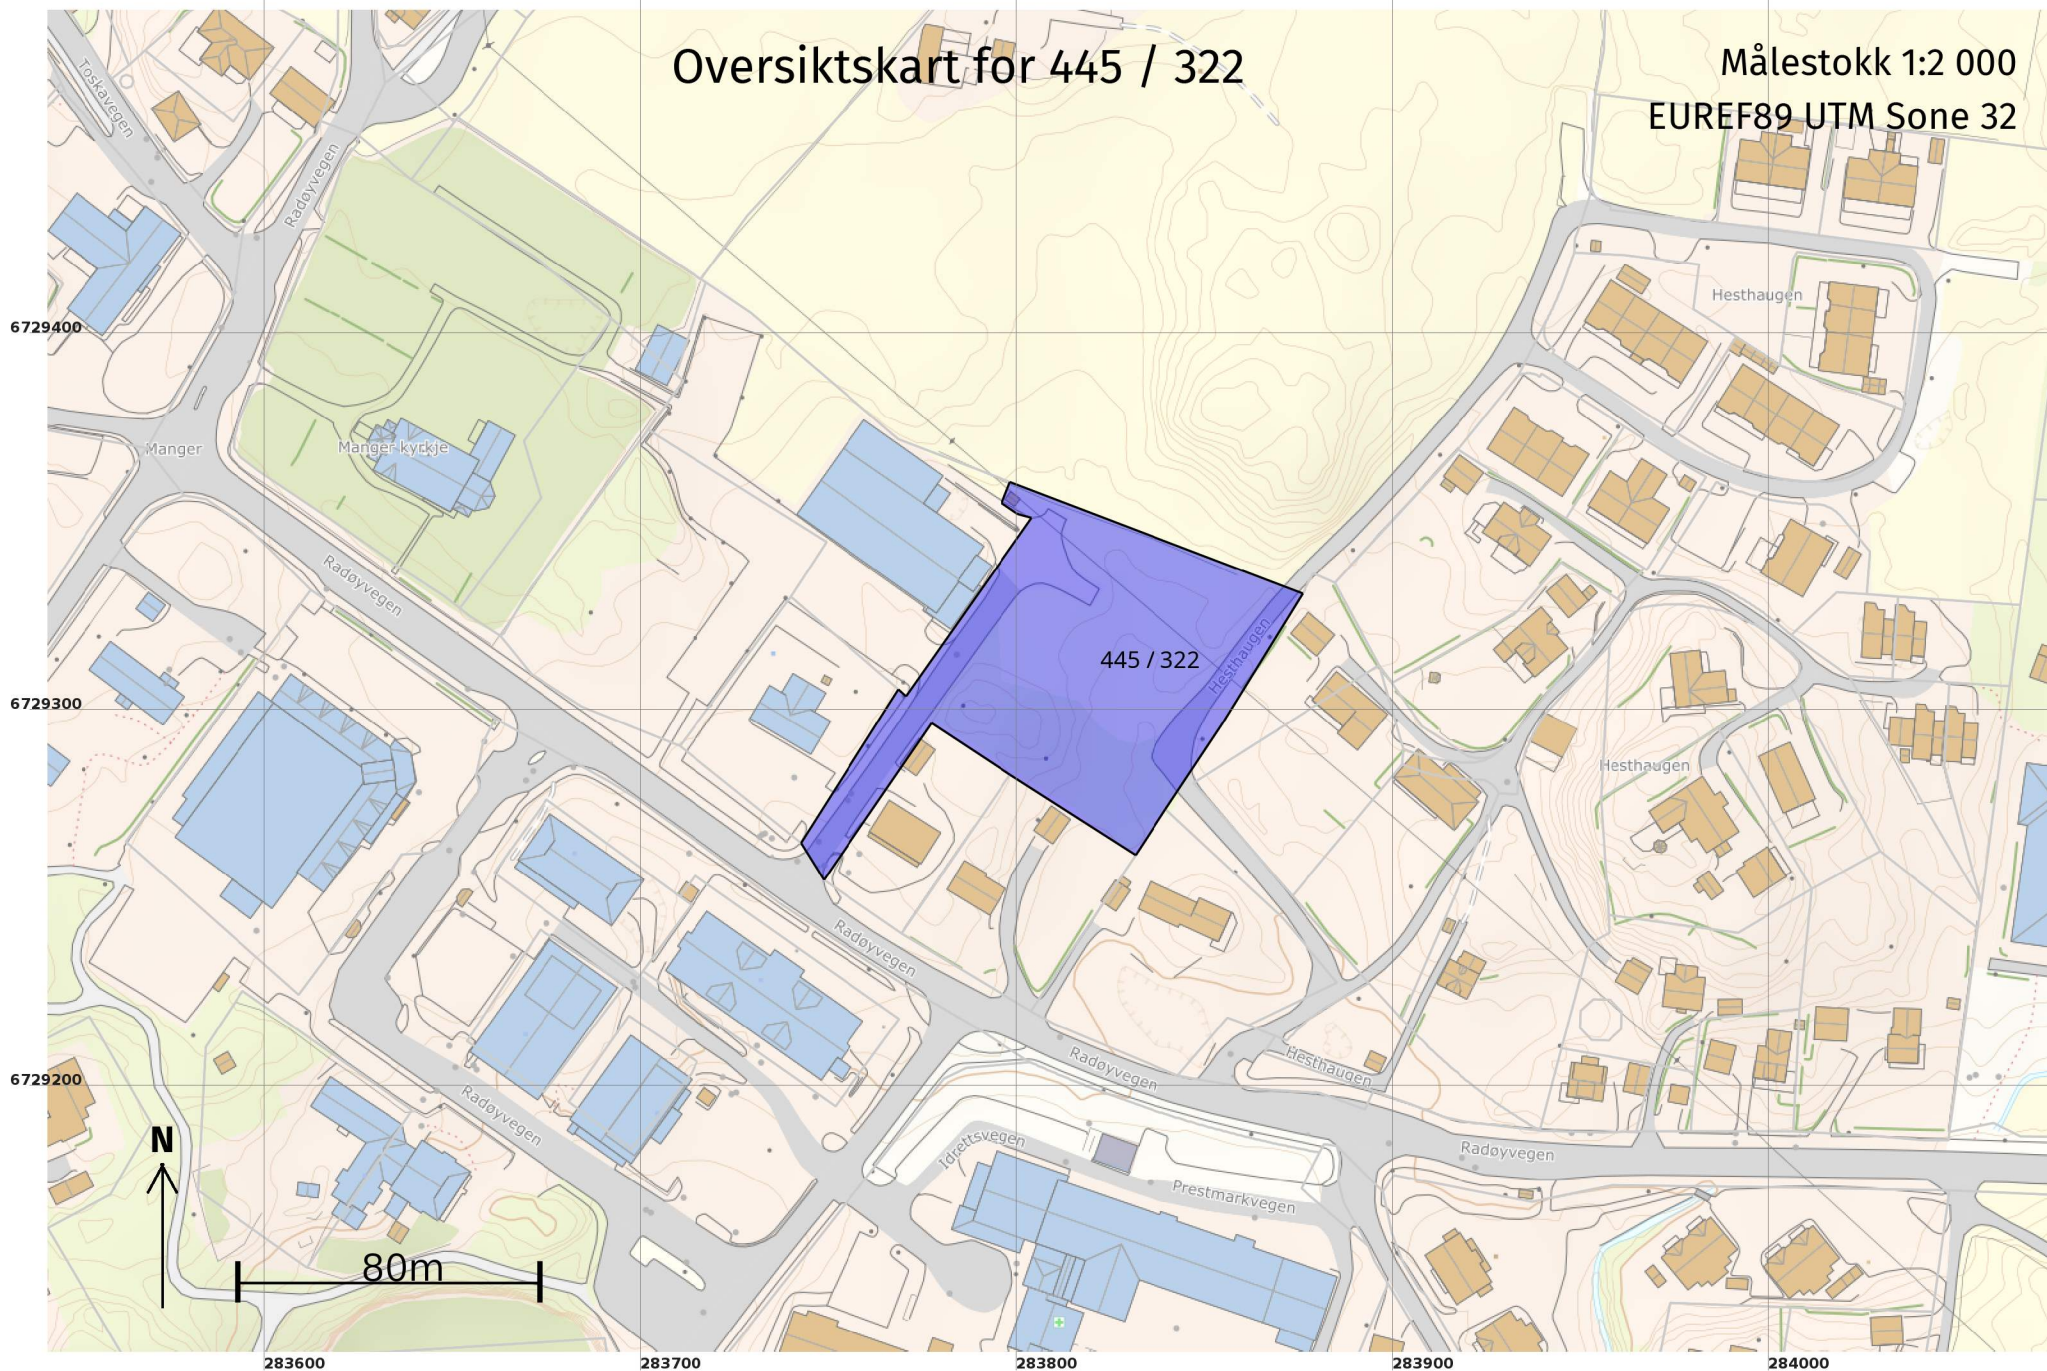 Oversiktskart for 445 / 322
Målestokk 1:2 000
EUREF89 UTM Sone 32
Toskavegen
Radøyvegen
Hesthaugen
6729400
Manger
Manger kyrkje
Radøyvegen
445 / 322
Hesthaugen
6729300
Hesthaugen
Radøyvegen
Radøyvegen
Hesthaugen
6729200
Radøyvegen
Idrettsvegen
Radøyvegen
Prestmarkvegen
N
80m
283600
283700
283800
283900
284000